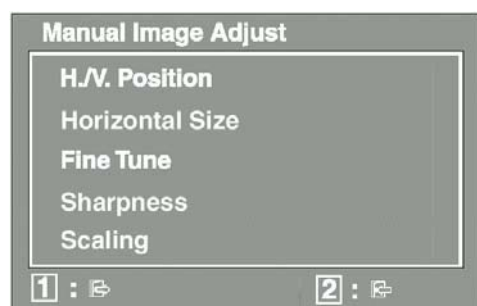 Manual Image Adjust
H./V. Position
Horizontal Size
Fine Tune
Sharpness
Scaling
1 : 2 :